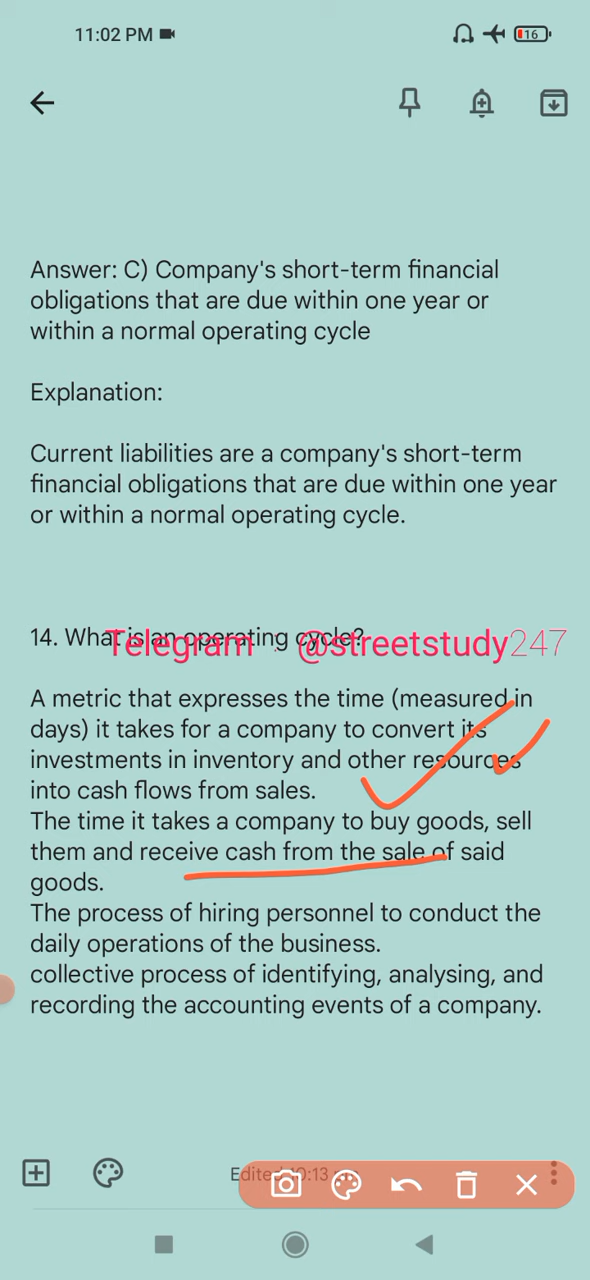 11:02 PM
16
Answer: C) Company's short-term financial
obligations that are due within one year or
within a normal operating cycle
Explanation:
Current liabilities are a company's short-term
financial obligations that are due within one year
or within a normal operating cycle.
14. What is an operating cycle?
Telegram : @streetstudy247
A metric that expresses the time (measured in
days) it takes for a company to convert its
investments in inventory and other resources
into cash flows from sales.
The time it takes a company to buy goods, sell
them and receive cash from the sale of said
goods.
The process of hiring personnel to conduct the
daily operations of the business.
collective process of identifying, analysing, and
recording the accounting events of a company.
Edited 10:13